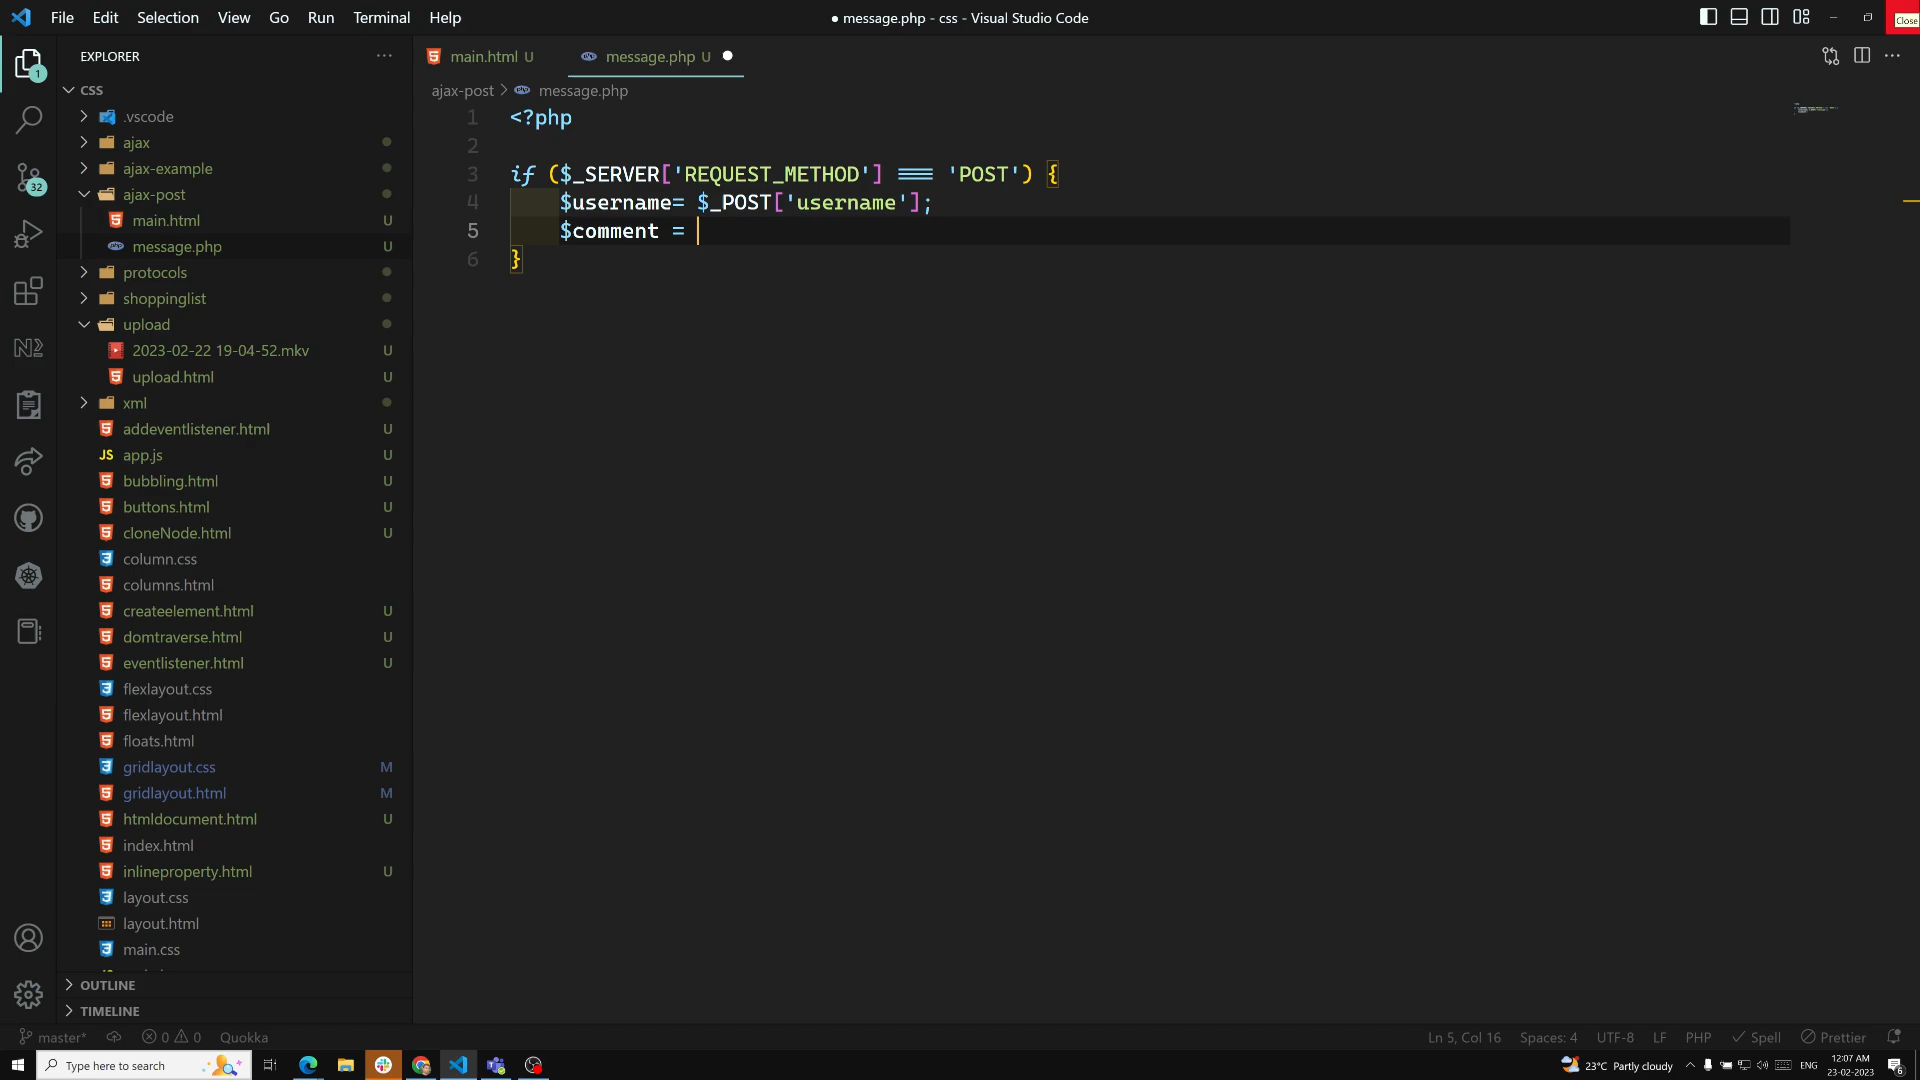 File Edit Selection View Go Run Terminal Help
● message.php - css - Visual Studio Code
Close
EXPLORER
main.html U
message.php U
CSS
ajax-post > message.php
.vscode
ajax
ajax-example
ajax-post
main.html U
message.php U
protocols
shoppinglist
upload
2023-02-22 19-04-52.mkv U
upload.html U
xml
addeventlistener.html U
JS app.js U
bubbling.html U
buttons.html U
cloneNode.html U
column.css
columns.html
createelement.html U
domtraverse.html U
eventlistener.html U
flexlayout.css
flexlayout.html
floats.html
gridlayout.css M
gridlayout.html M
htmldocument.html U
index.html
inlineproperty.html U
layout.css
layout.html
main.css
OUTLINE
TIMELINE
1
32
1 <?php
2
3 if ($_SERVER['REQUEST_METHOD'] === 'POST') {
4 $username= $_POST['username'];
5 $comment =
6 }
master* 0 0 Quokka
Ln 5, Col 16 Spaces: 4 UTF-8 LF PHP Spell Prettier
Type here to search
23°C Partly cloudy
ENG
12:07 AM
23-02-2023
6